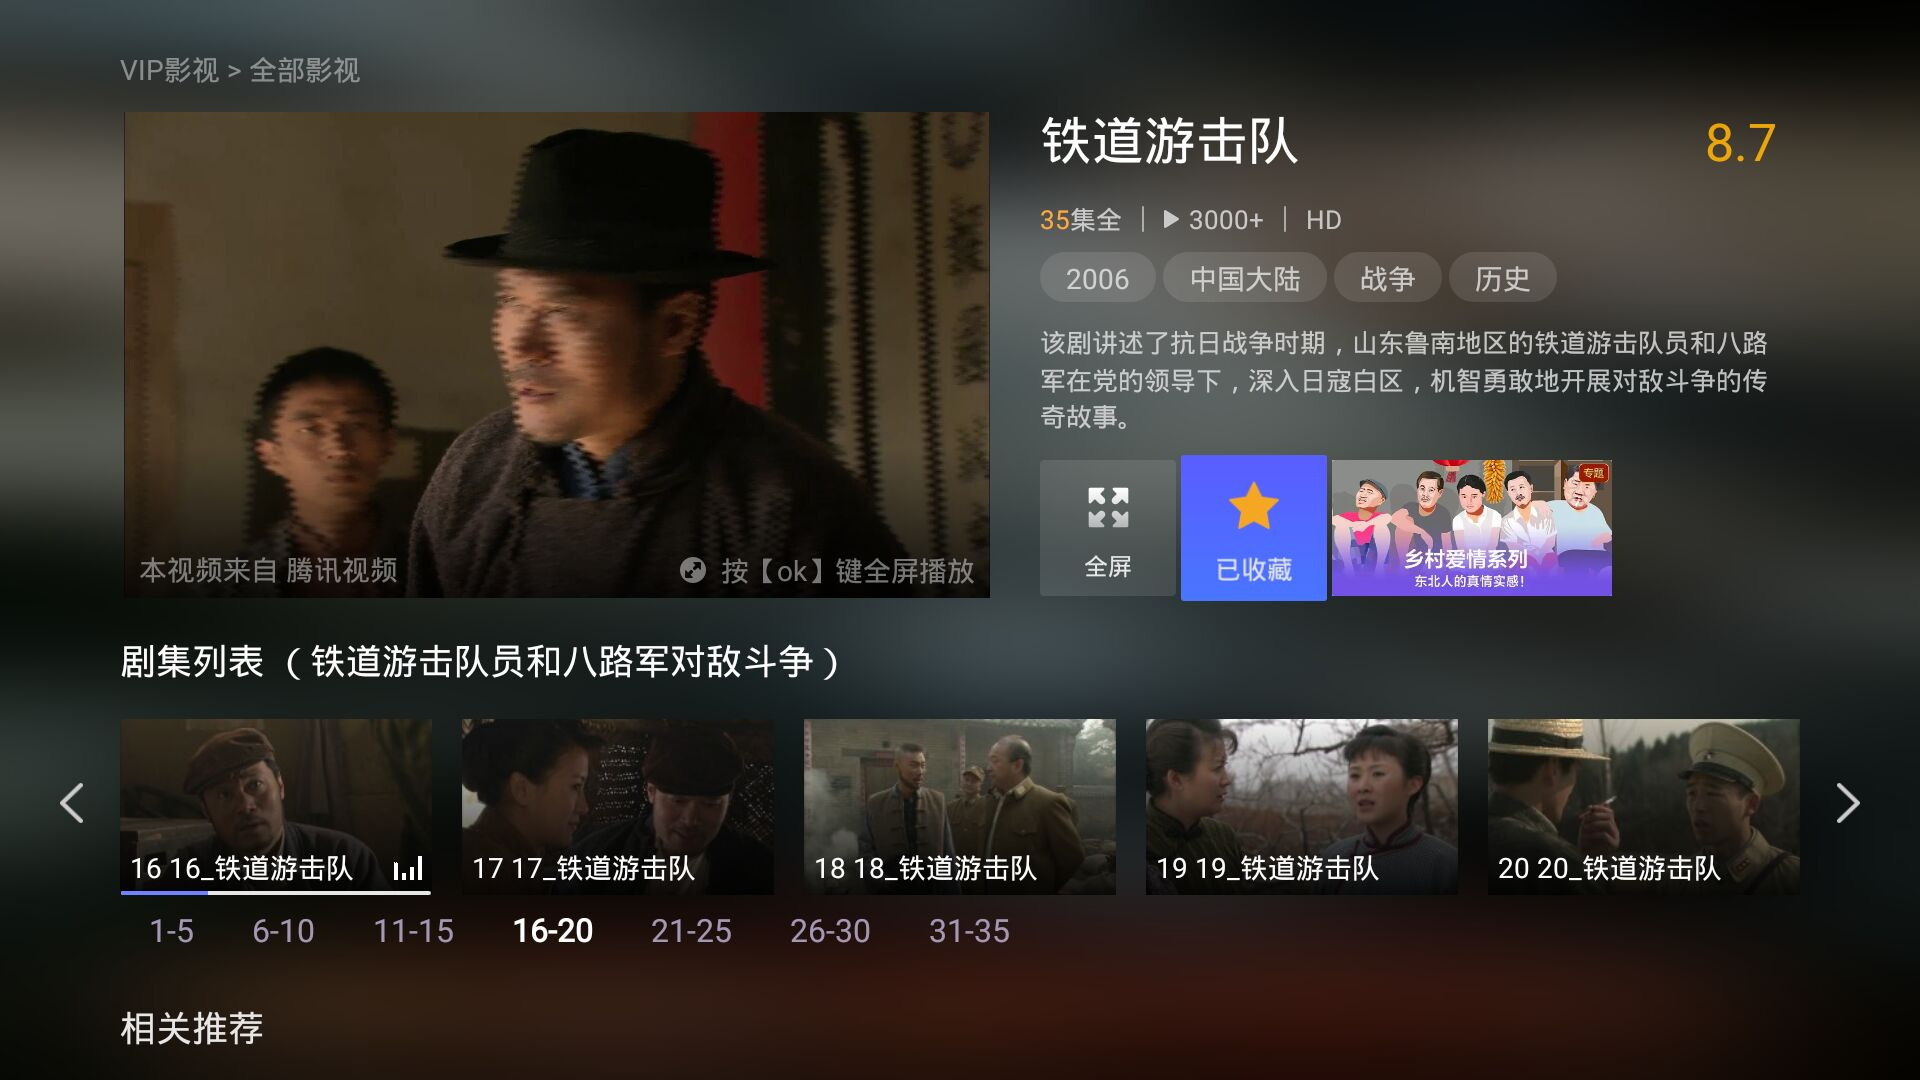 VIP影视 > 全部影视
铁道游击队
8.7
35集全 | 3000+ | HD
2006 中国大陆 战争 历史
该剧讲述了抗日战争时期，山东鲁南地区的铁道游击队员和八路
军在党的领导下，深入日寇白区，机智勇敢地开展对敌斗争的传
奇故事。
本视频来自 腾讯视频
按【ok】键全屏播放
全屏
已收藏
专题
乡村爱情系列
东北人的真情实感！
剧集列表 （铁道游击队员和八路军对敌斗争）
16 16_铁道游击队
17 17_铁道游击队
18 18_铁道游击队
19 19_铁道游击队
20 20_铁道游击队
1-5 6-10 11-15 16-20 21-25 26-30 31-35
相关推荐